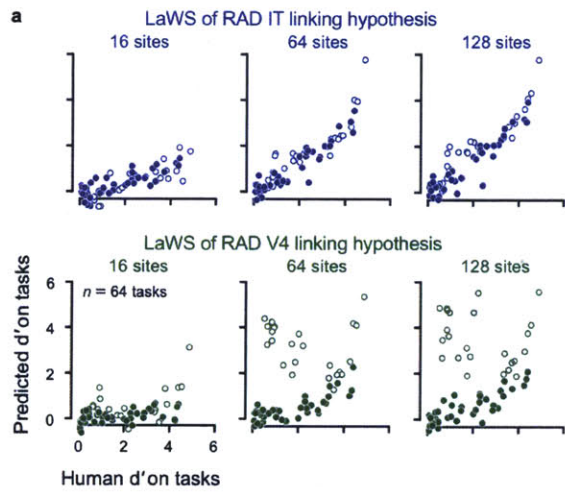 a
LaWS of RAD IT linking hypothesis
16 sites
64 sites
128 sites
LaWS of RAD V4 linking hypothesis
16 sites
64 sites
128 sites
n = 64 tasks
Predicted d' on tasks
6
4
2
0
0
2
4
6
Human d' on tasks